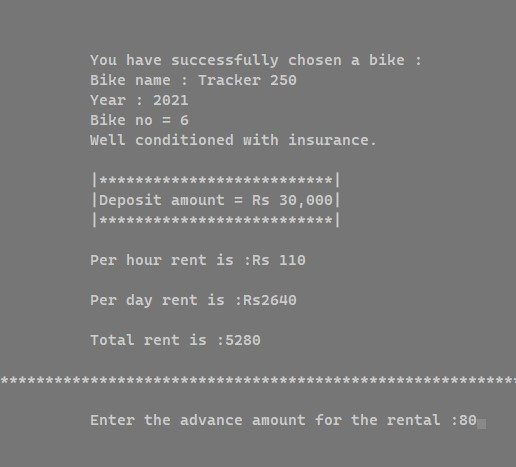 You have successfully chosen a bike :
Bike name : Tracker 250
Year : 2021
Bike no = 6
Well conditioned with insurance.
|**************************|
|Deposit amount = Rs 30,000|
|**************************|
Per hour rent is :Rs 110
Per day rent is :Rs2640
Total rent is :5280
**********************************************************
Enter the advance amount for the rental :80